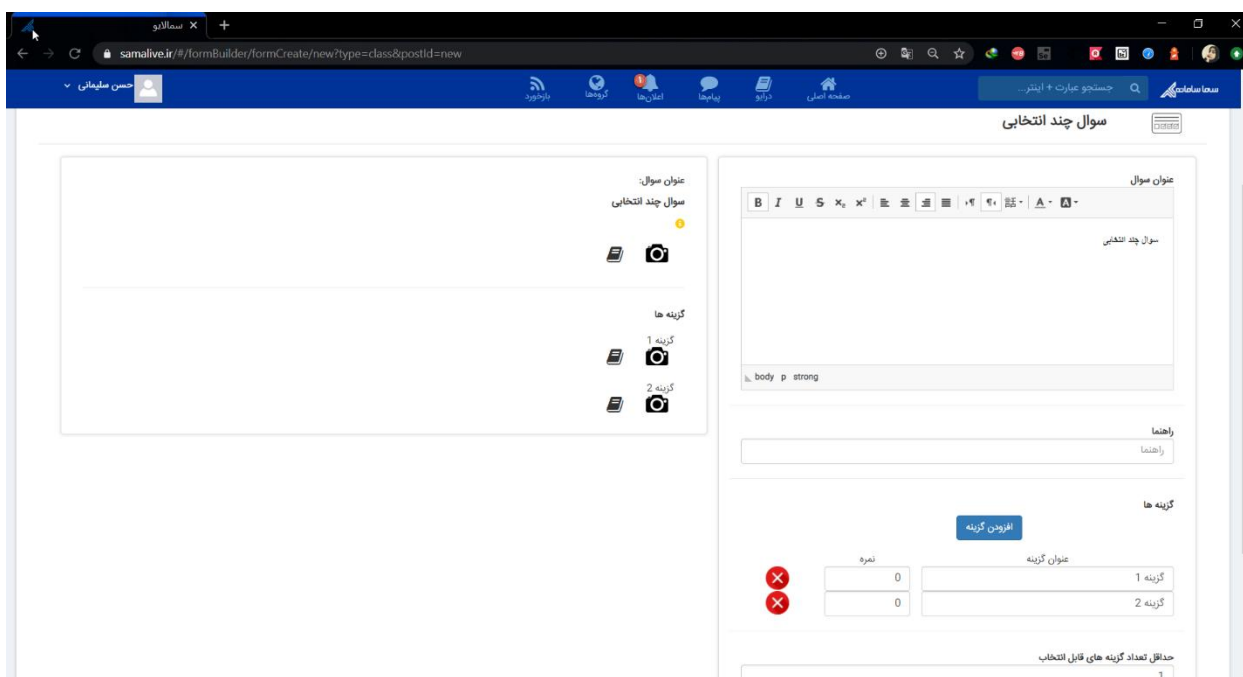 سمالایو
samalive.ir/#/formBuilder/formCreate/new?type=class&postId=new
جستجو عبارت + اینتر...
صفحه اصلی
درایو
پیام‌ها
1
اعلان‌ها
گروه‌ها
بازخورد
حسن سلیمانی
سوال چند انتخابی
عنوان سوال
B I U S x₂ x² A A
سوال چند انتخابی
body p strong
راهنما
راهنما
گزینه ها
افزودن گزینه
عنوان گزینه نمره
گزینه 1 0
گزینه 2 0
حداقل تعداد گزینه های قابل انتخاب
1
عنوان سوال:
سوال چند انتخابی
گزینه ها
گزینه 1
گزینه 2